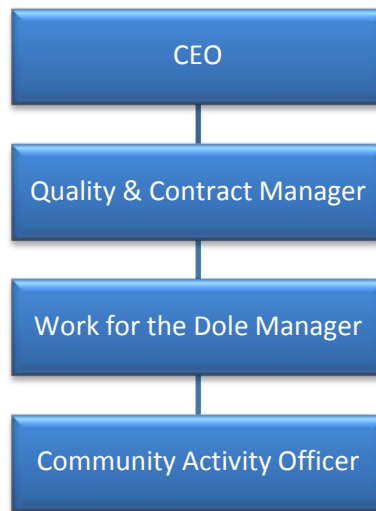 CEO
Quality & Contract Manager
Work for the Dole Manager
Community Activity Officer